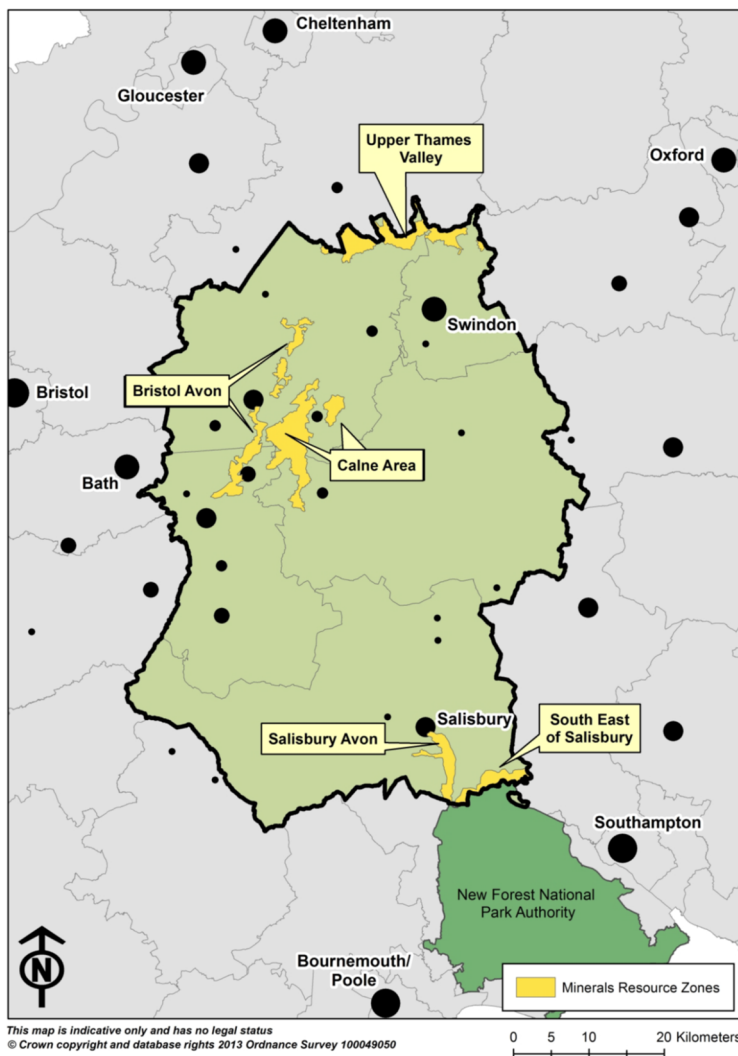 Cheltenham
Gloucester
Upper Thames
Valley
Oxford
Swindon
Bristol Avon
Bristol
Calne Area
Bath
Salisbury
South East
of Salisbury
Salisbury Avon
Southampton
New Forest National
Park Authority
N
Bournemouth/
Poole
Minerals Resource Zones
This map is indicative only and has no legal status
© Crown copyright and database rights 2013 Ordnance Survey 100049050
0 5 10 20 Kilometers